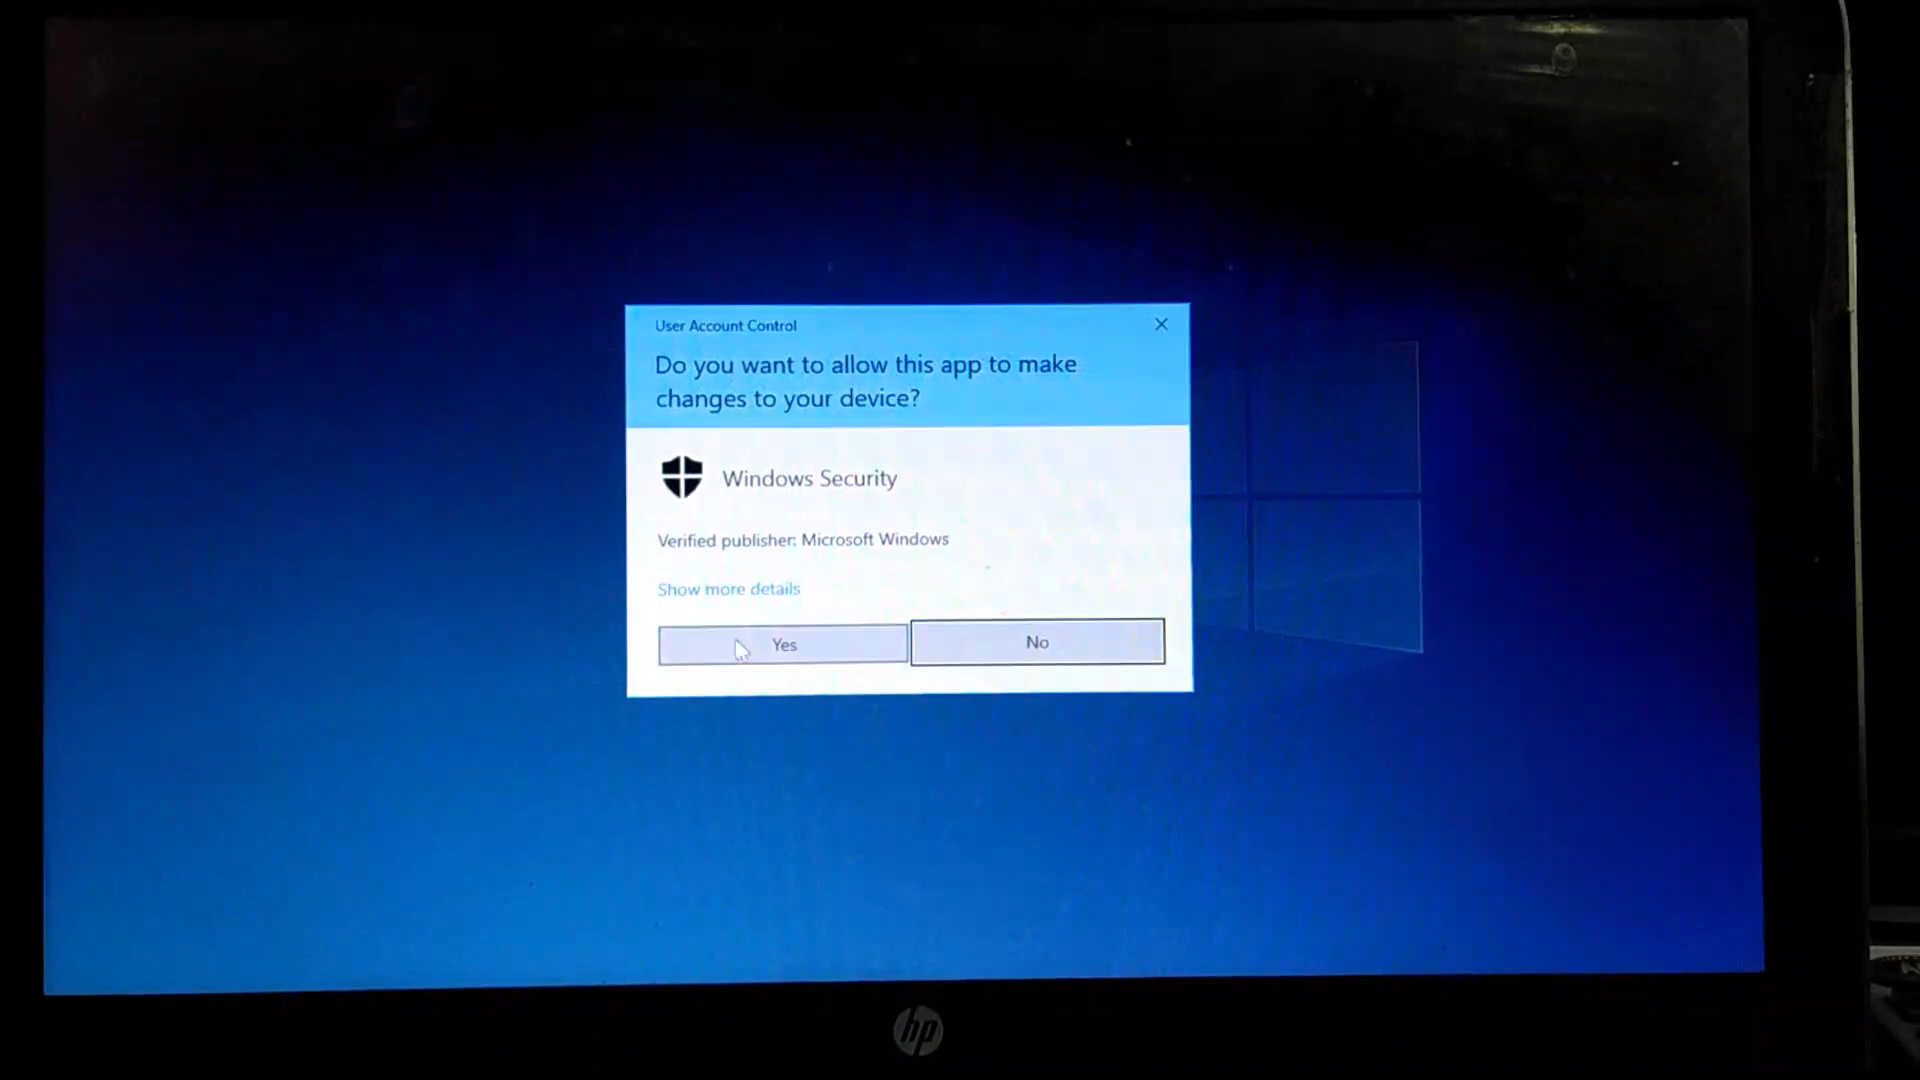 User Account Control
Do you want to allow this app to make
changes to your device?
Windows Security
Verified publisher: Microsoft Windows
Show more details
Yes
No
hp